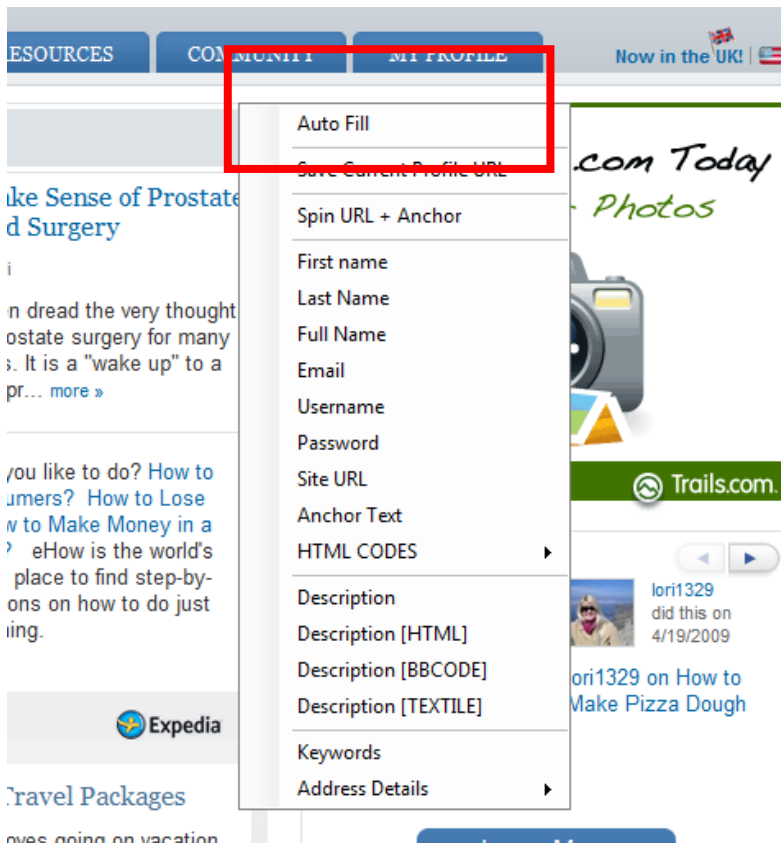 ESOURCES
COMMUNITY
MY PROFILE
Now in the UK! |
Auto Fill
Save Current Profile URL
Spin URL + Anchor
First name
Last Name
Full Name
Email
Username
Password
Site URL
Anchor Text
HTML CODES
Description
Description [HTML]
Description [BBCODE]
Description [TEXTILE]
Keywords
Address Details
ke Sense of Prostate
d Surgery
i
n dread the very thought
ostate surgery for many
s. It is a "wake up" to a
pr... more »
you like to do? How to
umers? How to Lose
w to Make Money in a
? eHow is the world's
place to find step-by-
ons on how to do just
ing.
Expedia
Travel Packages
oves going on vacation
.com Today
Photos
Trails.com.
lori1329
did this on
4/19/2009
ori1329 on How to
Make Pizza Dough